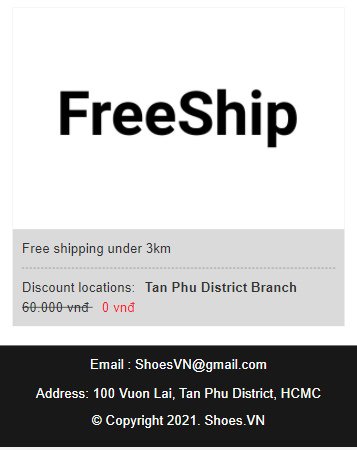 FreeShip
Free shipping under 3km
Discount locations: Tan Phu District Branch
60.000 vnđ 0 vnđ
Email : ShoesVN@gmail.com
Address: 100 Vuon Lai, Tan Phu District, HCMC
© Copyright 2021. Shoes.VN